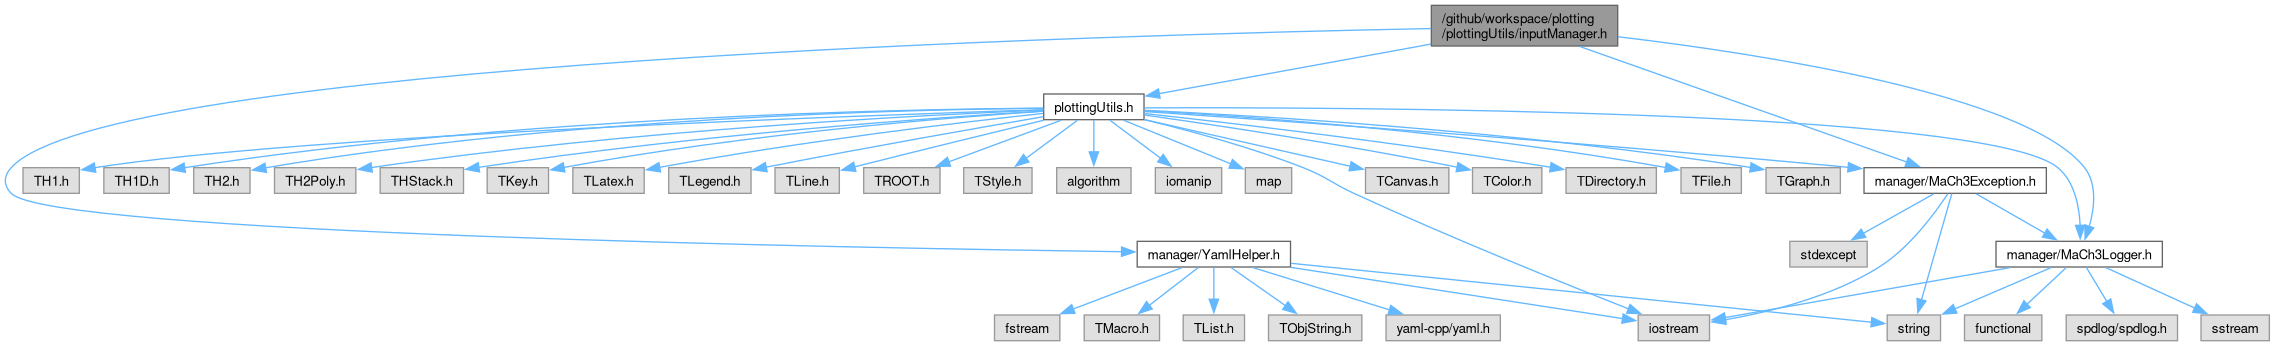 /github/workspace/plotting
/plottingUtils/inputManager.h
plottingUtils.h
TH1.h
TH1D.h
TH2.h
TH2Poly.h
THStack.h
TKey.h
TLatex.h
TLegend.h
TLine.h
TROOT.h
TStyle.h
algorithm
iomanip
map
TCanvas.h
TColor.h
TDirectory.h
TFile.h
TGraph.h
manager/MaCh3Exception.h
manager/YamlHelper.h
stdexcept
manager/MaCh3Logger.h
fstream
TMacro.h
TList.h
TObjString.h
yaml-cpp/yaml.h
iostream
string
functional
spdlog/spdlog.h
sstream